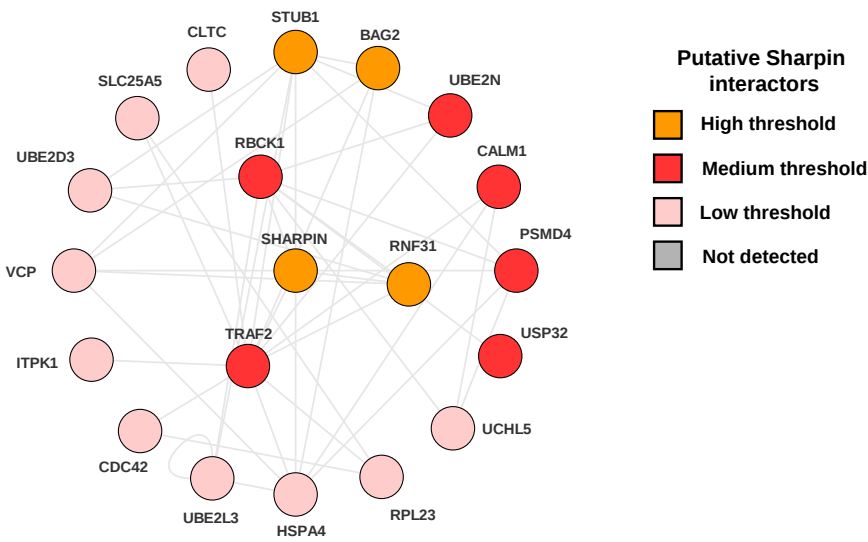 STUB1
BAG2
CLTC
UBE2N
SLC25A5
RBCK1
CALM1
UBE2D3
SHARPIN
RNF31
PSMD4
VCP
TRAF2
USP32
ITPK1
UCHL5
CDC42
UBE2L3
HSPA4
RPL23
Putative Sharpin
interactors
High threshold
Medium threshold
Low threshold
Not detected